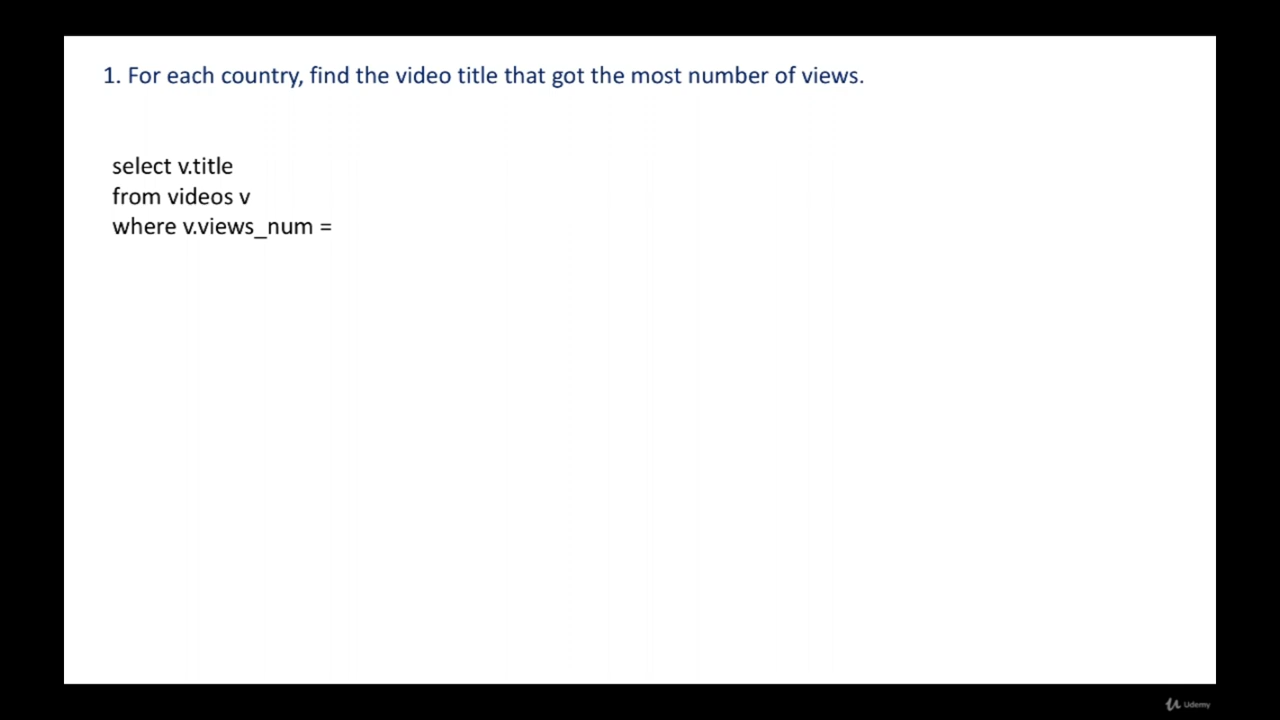 1. For each country, find the video title that got the most number of views.
select v.title
from videos v
where v.views_num =
Udemy